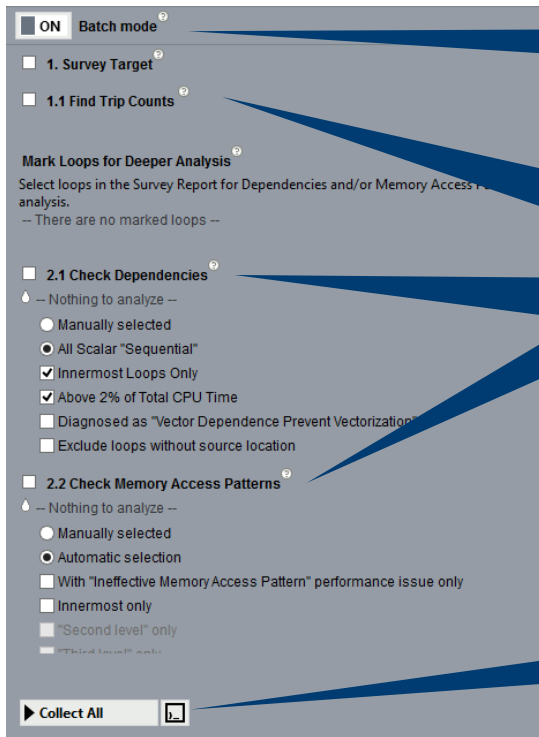 ON Batch mode ?
1. Survey Target ?
1.1 Find Trip Counts ?
Mark Loops for Deeper Analysis ?
Select loops in the Survey Report for Dependencies and/or Memory Access
analysis.
-- There are no marked loops --
2.1 Check Dependencies ?
-- Nothing to analyze --
Manually selected
All Scalar "Sequential"
Innermost Loops Only
Above 2% of Total CPU Time
Diagnosed as "Vector Dependence Prevent Vectorization"
Exclude loops without source location
2.2 Check Memory Access Patterns ?
-- Nothing to analyze --
Manually selected
Automatic selection
With "Ineffective Memory Access Pattern" performance issue only
Innermost only
"Second level" only
"Third level" only
Collect All